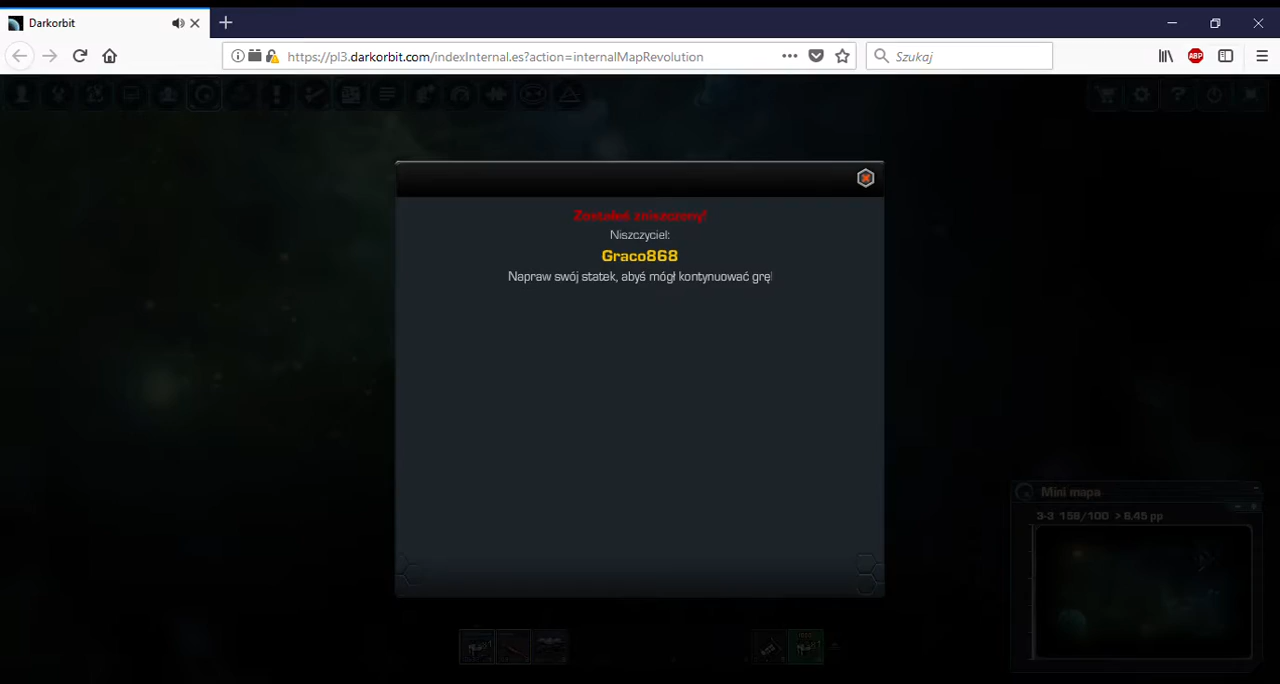 Darkorbit
https://pl3.darkorbit.com/indexInternal.es?action=internalMapRevolution
Szukaj
ABP
Zostałeś zniszczony!
Niszczyciel:
Graco868
Napraw swój statek, abyś mógł kontynuować grę!
Mini mapa
3-3 158/100 > 8,45 pp